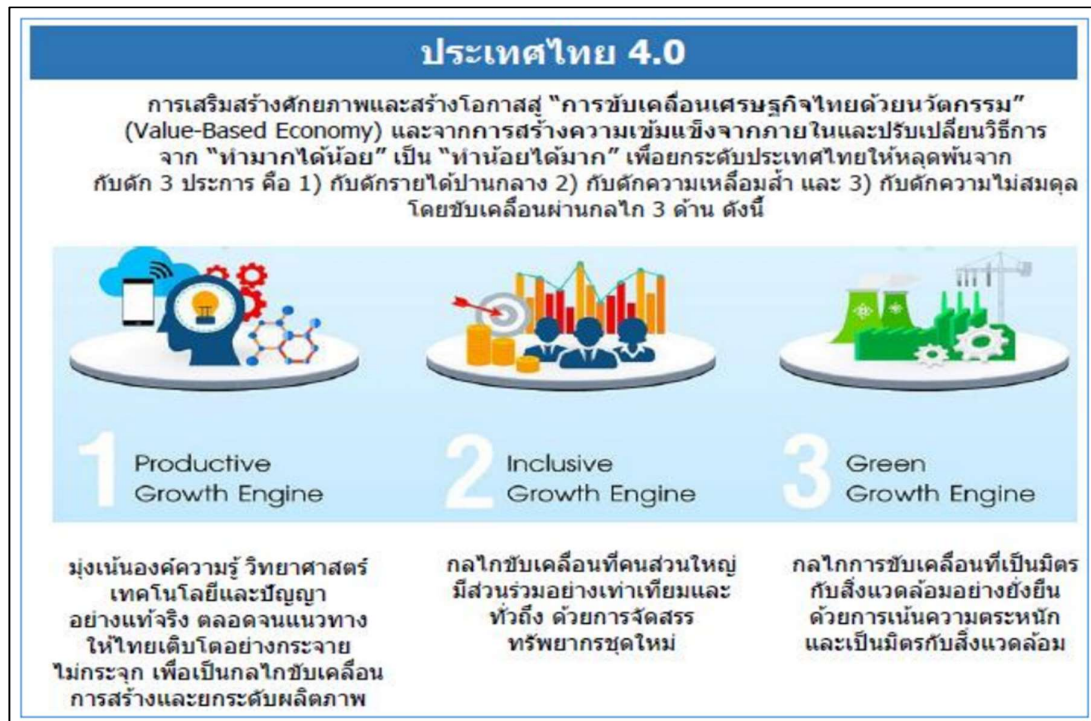 ประเทศไทย 4.0
การเสริมสร้างศักยภาพและสร้างโอกาสสู่ “การขับเคลื่อนเศรษฐกิจไทยด้วยนวัตกรรม”
(Value-Based Economy) และจากการสร้างความเข้มแข็งจากภายในและปรับเปลี่ยนวิธีการ
จาก “ทำมากได้น้อย” เป็น “ทำน้อยได้มาก” เพื่อยกระดับประเทศไทยให้หลุดพ้นจาก
กับดัก 3 ประการ คือ 1) กับดักรายได้ปานกลาง 2) กับดักความเหลื่อมล้ำ และ 3) กับดักความไม่สมดุล
โดยขับเคลื่อนผ่านกลไก 3 ด้าน ดังนี้
1 Productive
Growth Engine
2 Inclusive
Growth Engine
3 Green
Growth Engine
มุ่งเน้นองค์ความรู้ วิทยาศาสตร์
เทคโนโลยีและปัญญา
อย่างแท้จริง ตลอดจนแนวทาง
ให้ไทยเติบโตอย่างกระจาย
ไม่กระจุก เพื่อเป็นกลไกขับเคลื่อน
การสร้างและยกระดับผลิตภาพ
กลไกขับเคลื่อนที่คนส่วนใหญ่
มีส่วนร่วมอย่างเท่าเทียมและ
ทั่วถึง ด้วยการจัดสรร
ทรัพยากรชุดใหม่
กลไกการขับเคลื่อนที่เป็นมิตร
กับสิ่งแวดล้อมอย่างยั่งยืน
ด้วยการเน้นความตระหนัก
และเป็นมิตรกับสิ่งแวดล้อม